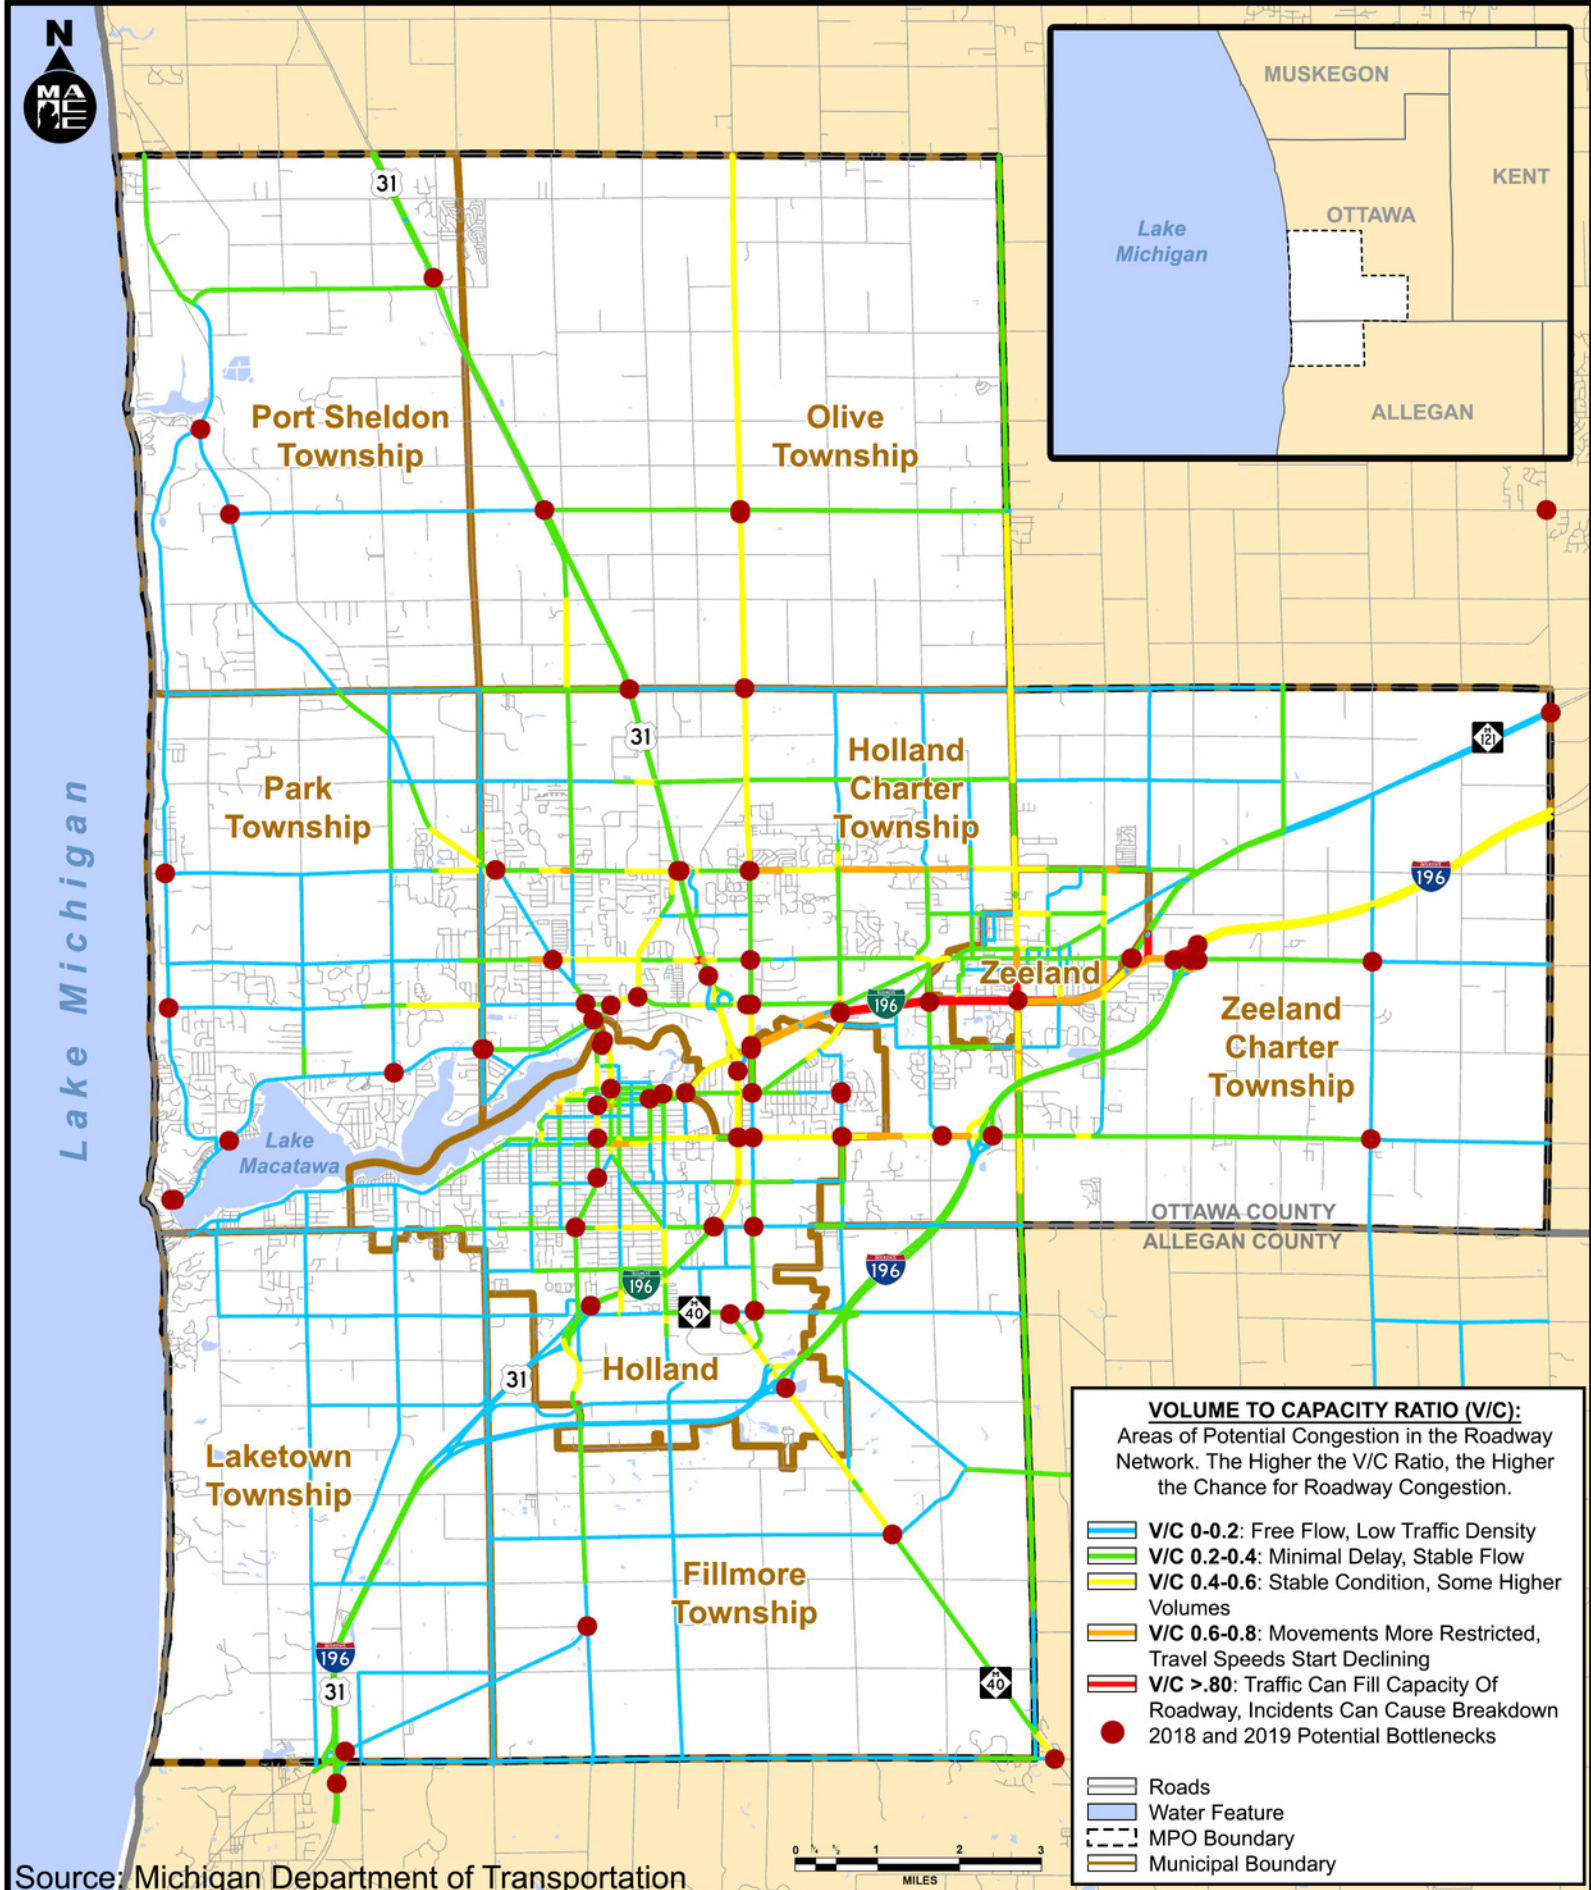 N
MACC
MUSKEGON
KENT
OTTAWA
Lake
Michigan
ALLEGAN
31
Port Sheldon
Township
Olive
Township
31
M
121
Holland
Charter
Township
Park
Township
196
Lake Michigan
Zeeland
196
Zeeland
Charter
Township
Lake
Macatawa
OTTAWA COUNTY
ALLEGAN COUNTY
196
196
M
40
Holland
31
Laketown
Township
Fillmore
Township
196
31
M
40
VOLUME TO CAPACITY RATIO (V/C):
Areas of Potential Congestion in the Roadway
Network. The Higher the V/C Ratio, the Higher
the Chance for Roadway Congestion.
V/C 0-0.2: Free Flow, Low Traffic Density
V/C 0.2-0.4: Minimal Delay, Stable Flow
V/C 0.4-0.6: Stable Condition, Some Higher
Volumes
V/C 0.6-0.8: Movements More Restricted,
Travel Speeds Start Declining
V/C >.80: Traffic Can Fill Capacity Of
Roadway, Incidents Can Cause Breakdown
2018 and 2019 Potential Bottlenecks
Roads
Water Feature
MPO Boundary
Municipal Boundary
0 1 2 3
MILES
Source: Michigan Department of Transportation